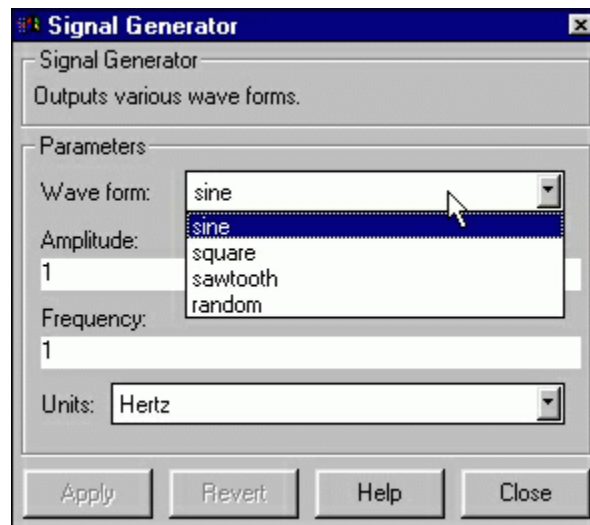 Signal Generator
Signal Generator
Outputs various wave forms.
Parameters
Wave form: sine
sine
square
sawtooth
random
Amplitude:
1
Frequency:
1
Units: Hertz
Apply Revert Help Close